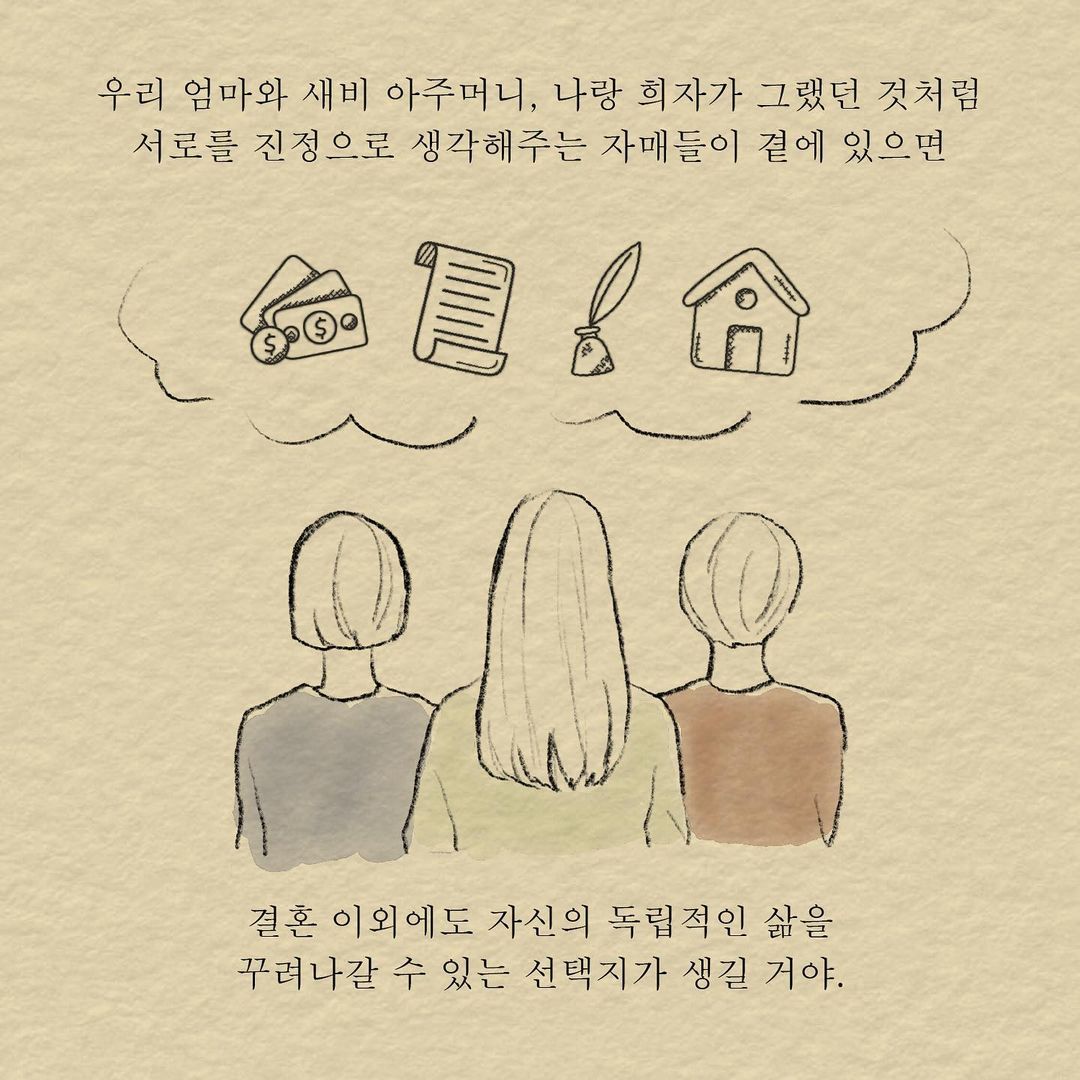 우리 엄마와 새비 아주머니, 나랑 희자가 그랬던 것처럼
서로를 진정으로 생각해주는 자매들이 곁에 있으면
$ $
결혼 이외에도 자신의 독립적인 삶을
꾸려나갈 수 있는 선택지가 생길 거야.